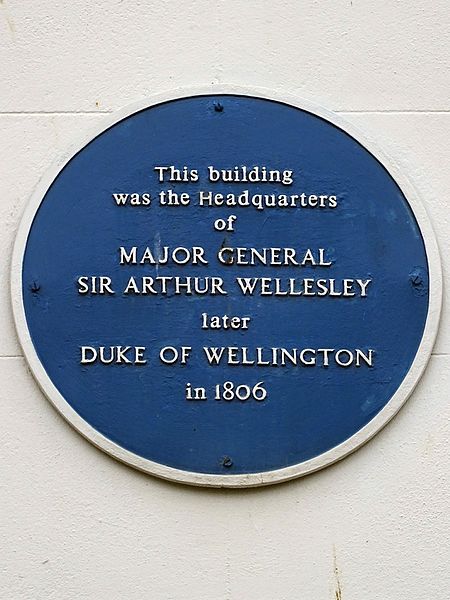 This building
was the Headquarters
of
MAJOR GENERAL
SIR ARTHUR WELLESLEY
later
DUKE OF WELLINGTON
in 1806